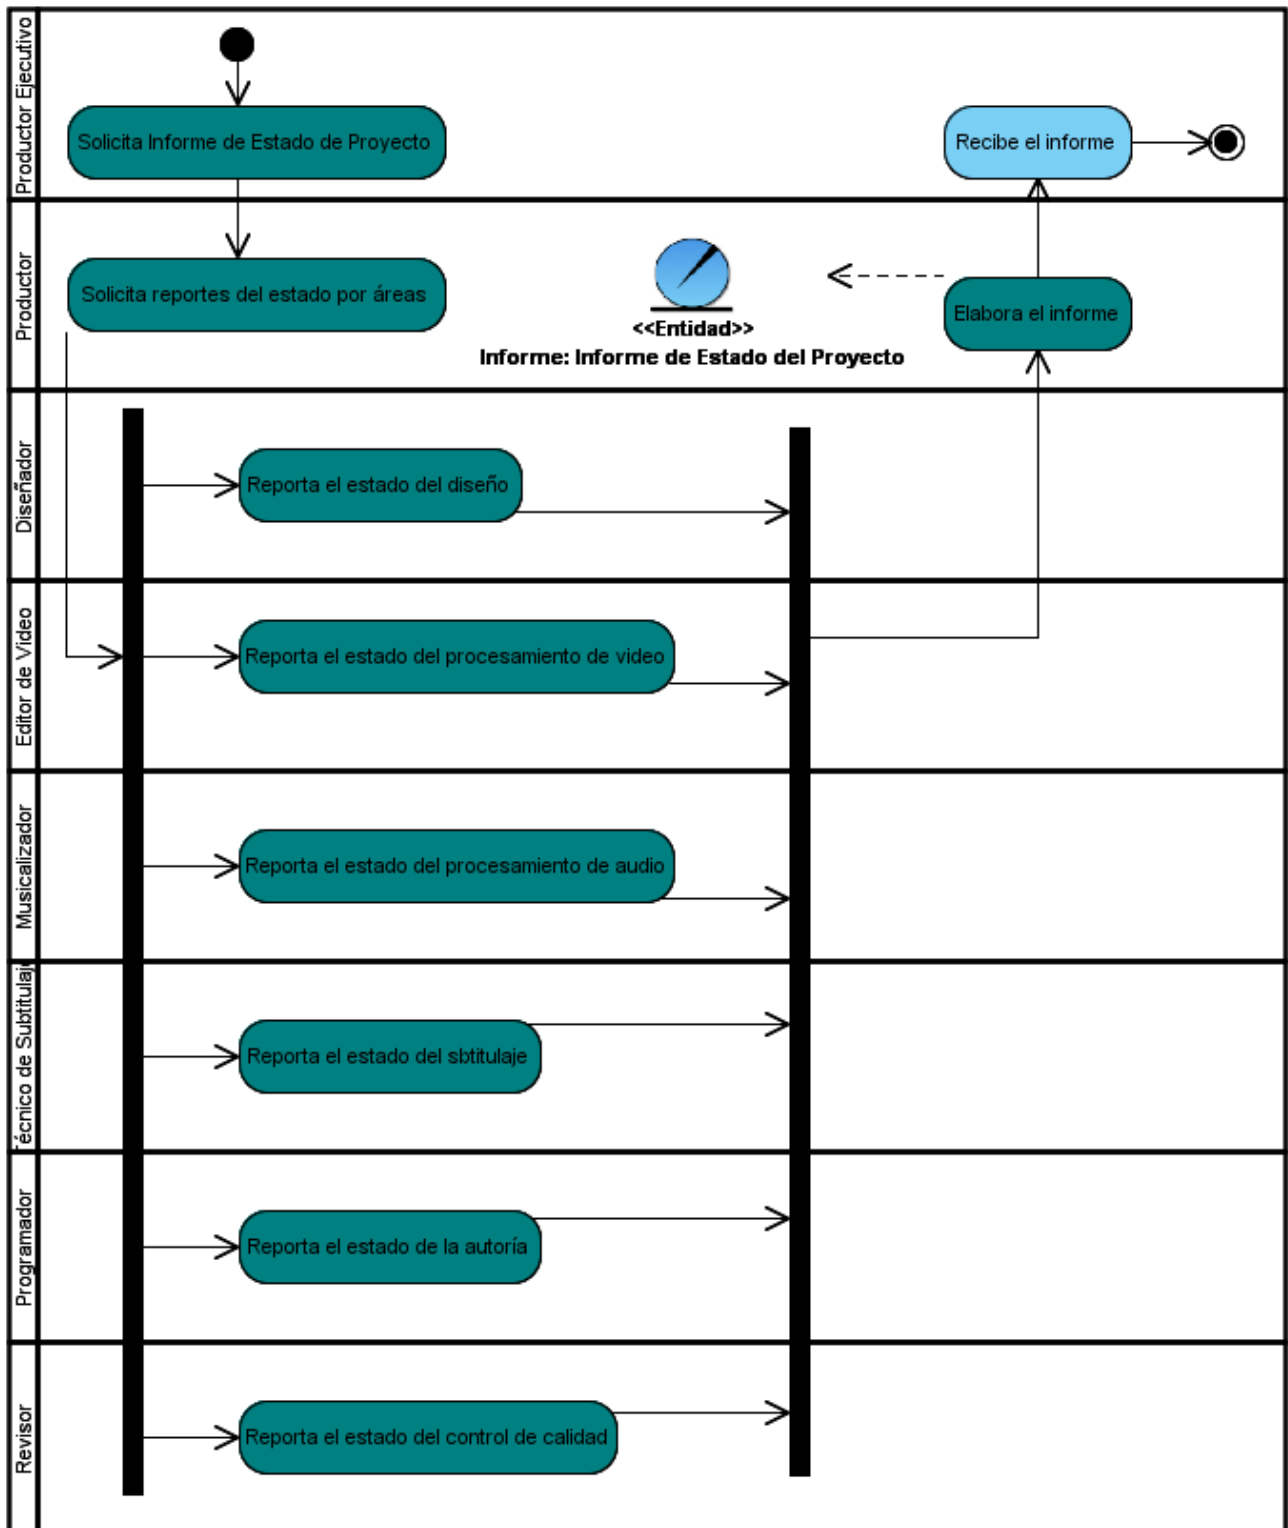 Productor Ejecutivo
Solicita Informe de Estado de Proyecto
Recibe el informe
Productor
Solicita reportes del estado por áreas
<<Entidad>>
Informe: Informe de Estado del Proyecto
Elabora el informe
Diseñador
Reporta el estado del diseño
Editor de Video
Reporta el estado del procesamiento de video
Musicalizador
Reporta el estado del procesamiento de audio
Técnico de Subtitulaje
Reporta el estado del sbtitulaje
Programador
Reporta el estado de la autoría
Revisor
Reporta el estado del control de calidad